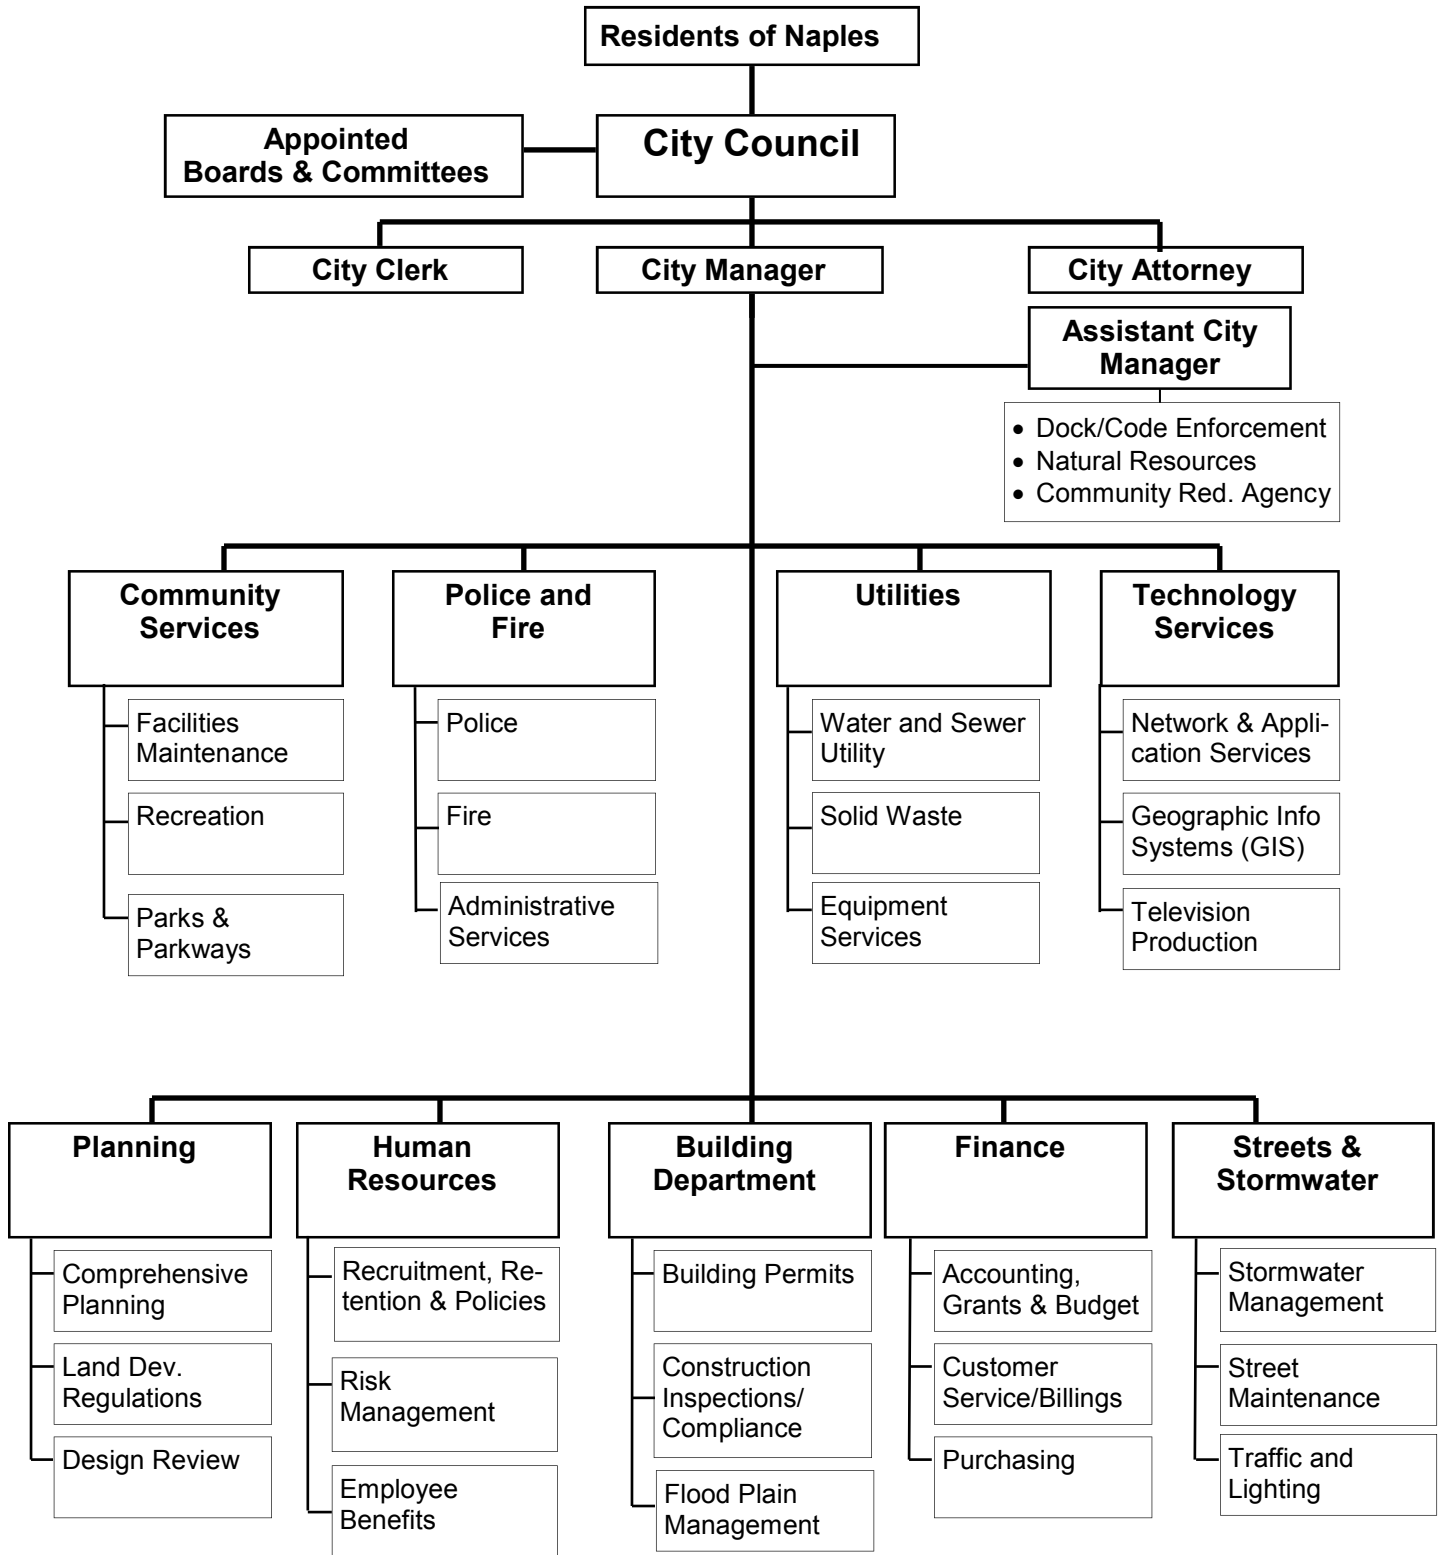 Residents of Naples
Appointed
Boards & Committees
City Council
City Clerk
City Manager
City Attorney
Assistant City
Manager
• Dock/Code Enforcement
• Natural Resources
• Community Red. Agency
Community
Services
Facilities
Maintenance
Recreation
Parks &
Parkways
Police and
Fire
Police
Fire
Administrative
Services
Utilities
Water and Sewer
Utility
Solid Waste
Equipment
Services
Technology
Services
Network & Appli-
cation Services
Geographic Info
Systems (GIS)
Television
Production
Planning
Comprehensive
Planning
Land Dev.
Regulations
Design Review
Human
Resources
Recruitment, Re-
tention & Policies
Risk
Management
Employee
Benefits
Building
Department
Building Permits
Construction
Inspections/
Compliance
Flood Plain
Management
Finance
Accounting,
Grants & Budget
Customer
Service/Billings
Purchasing
Streets &
Stormwater
Stormwater
Management
Street
Maintenance
Traffic and
Lighting